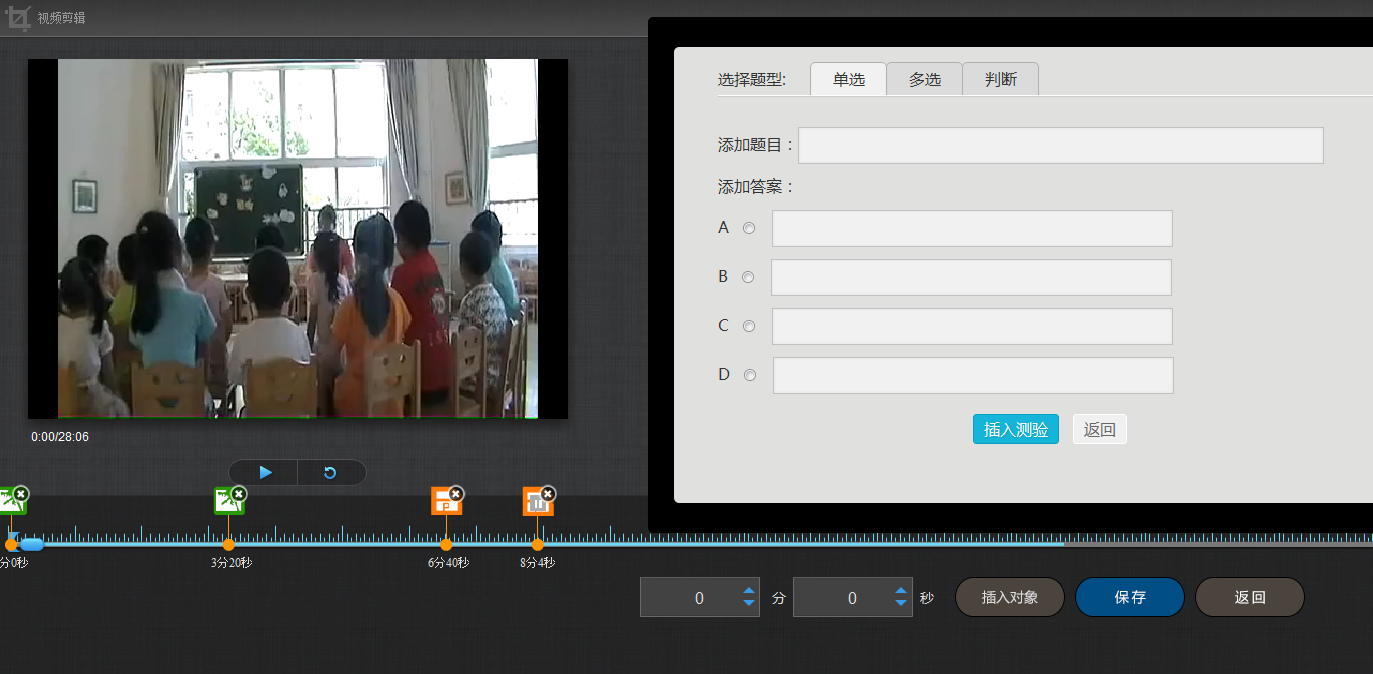 视频剪辑
选择题型:
单选
多选
判断
添加题目：
添加答案：
A
B
C
D
插入测验
返回
0:00/28:06
P
分0秒
3分20秒
6分40秒
8分4秒
0
分
0
秒
插入对象
保存
返回